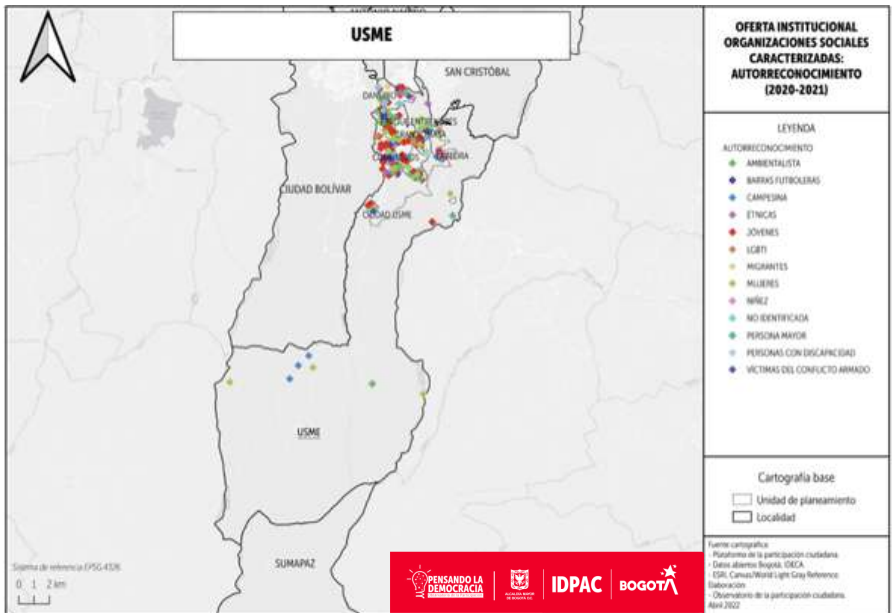 USME
SAN CRISTÓBAL
CIUDAD BOLÍVAR
CIUDAD USME
USME
SUMAPAZ
Sistema de referencia EPSG 4326
0 1 2 km
OFERTA INSTITUCIONAL
ORGANIZACIONES SOCIALES
CARACTERIZADAS:
AUTORRECONOCIMIENTO
(2020-2021)
LEYENDA
AUTORRECONOCIMIENTO
AMBIENTALISTA
BARRAS FUTBOLERAS
CAMPESINA
ÉTNICAS
JÓVENES
LGBTI
MIGRANTES
MUJERES
NIÑEZ
NO IDENTIFICADA
PERSONA MAYOR
PERSONAS CON DISCAPACIDAD
VÍCTIMAS DEL CONFLICTO ARMADO
Cartografía base
Unidad de planeamiento
Localidad
Fuente cartográfica:
- Plataforma de la participación ciudadana
- Datos abiertos Bogotá, IDECA
- ESRI, Canvas/World Light Gray Reference
Elaboración:
- Observatorio de la participación ciudadana
Abril 2022
PENSANDO LA
DEMOCRACIA
ALCALDÍA MAYOR
DE BOGOTÁ D.C.
IDPAC
BOGOTÁ